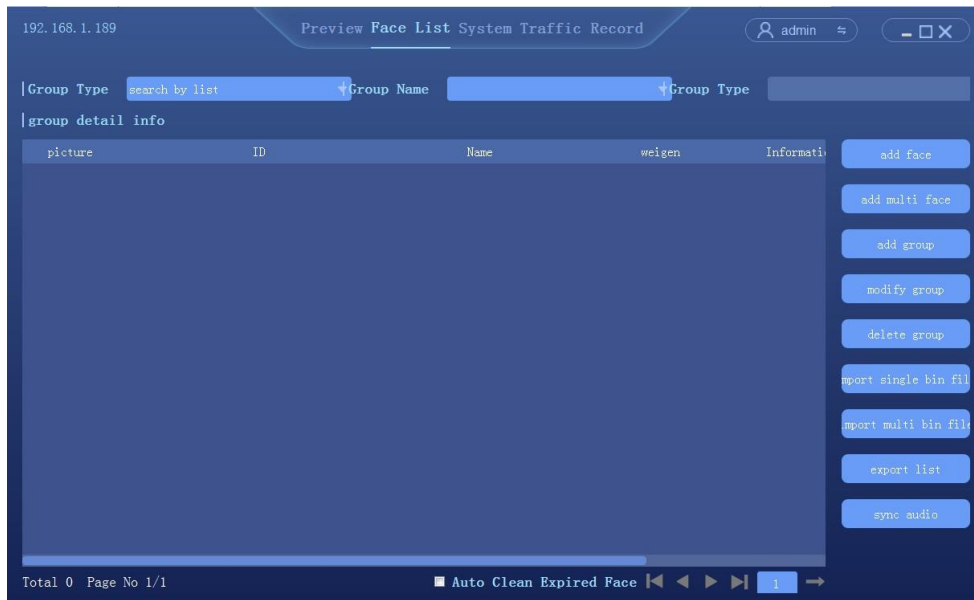 192.168.1.189 Preview Face List System Traffic Record admin
Group Type search by list Group Name Group Type
group detail info
picture ID Name weigen Informatio
add face
add multi face
add group
modify group
delete group
mport single bin fil
mport multi bin file
export list
sync audio
Total 0 Page No 1/1 Auto Clean Expired Face 1